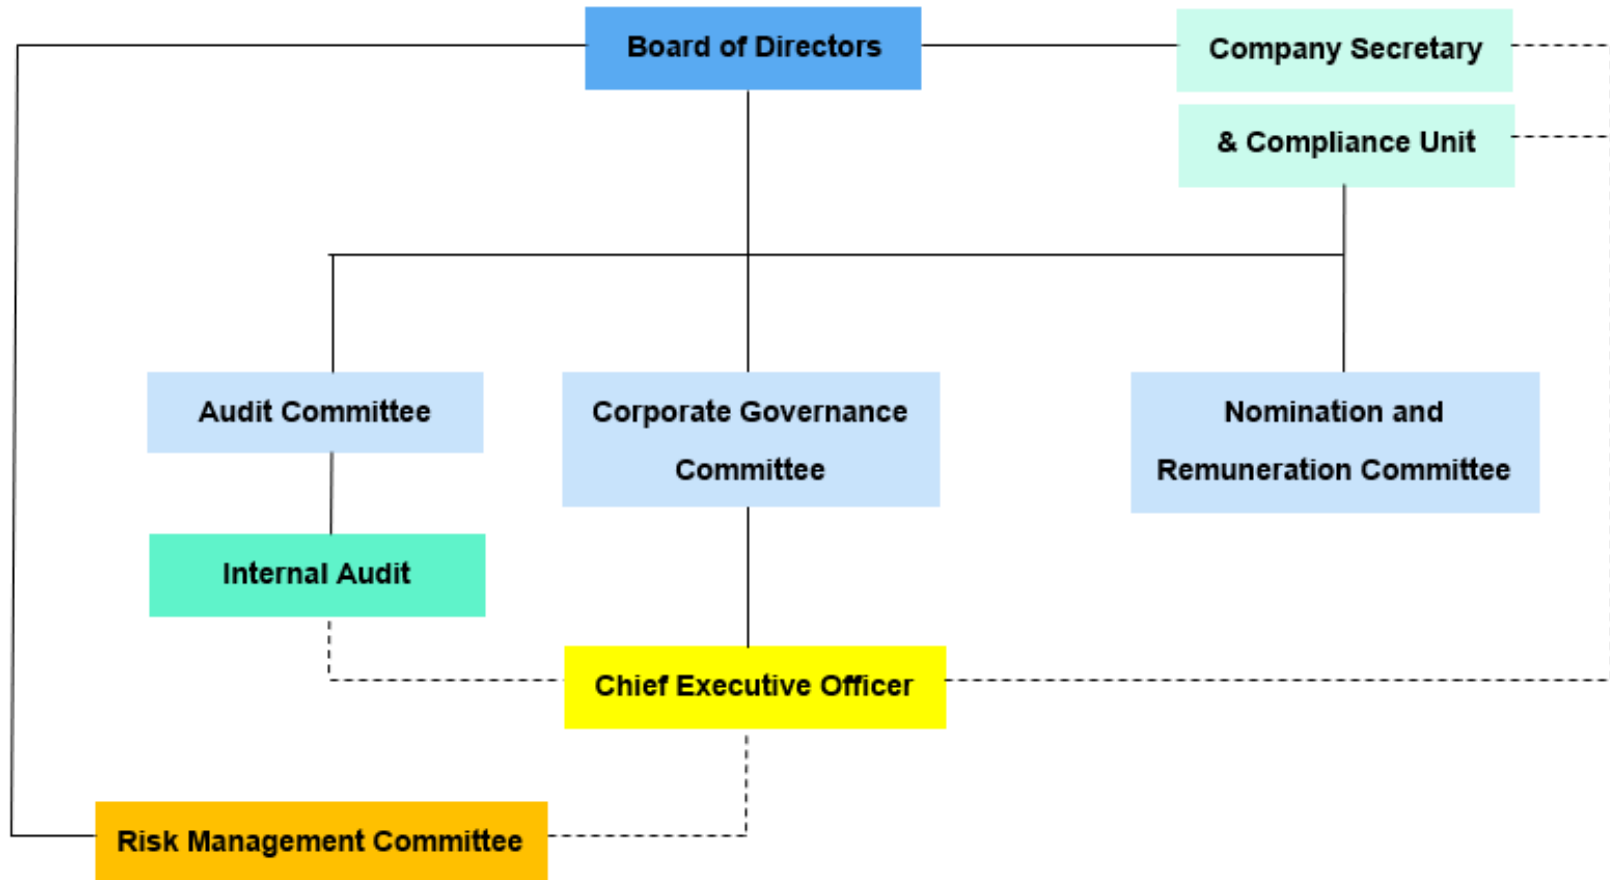 Board of Directors
Company Secretary
& Compliance Unit
Audit Committee
Corporate Governance
Committee
Nomination and
Remuneration Committee
Internal Audit
Chief Executive Officer
Risk Management Committee